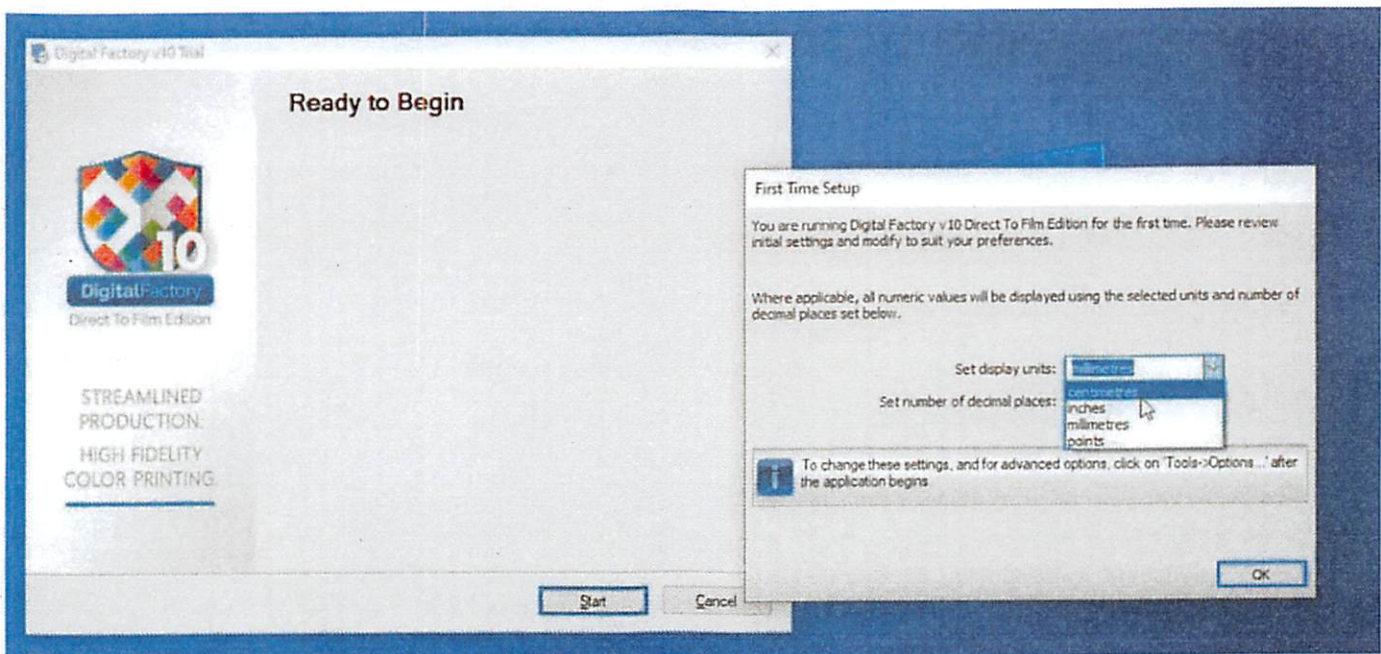 Digital Factory v10 Trial
Ready to Begin
10
DigitalFactory
Direct To Film Edition
STREAMLINED
PRODUCTION.
HIGH FIDELITY
COLOR PRINTING.
Start
Cancel
First Time Setup
You are running Digital Factory v10 Direct To Film Edition for the first time. Please review
initial settings and modify to suit your preferences.
Where applicable, all numeric values will be displayed using the selected units and number of
decimal places set below.
Set display units: millimetres
centimetres
Set number of decimal places:
inches
millimetres
points
To change these settings, and for advanced options, click on 'Tools->Options...' after
the application begins.
OK